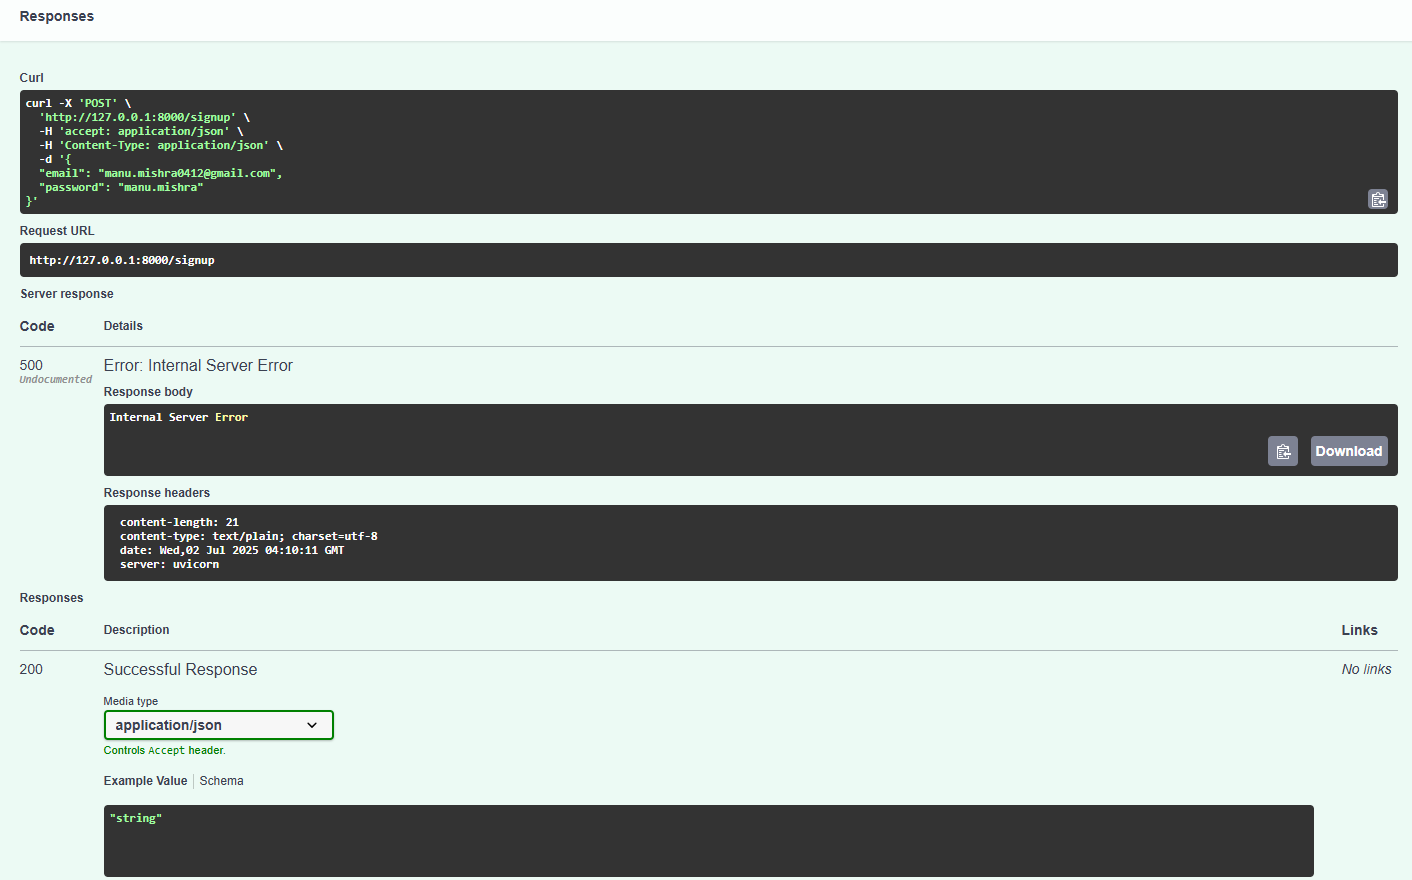 Responses
Curl
curl -X 'POST' \
  'http://127.0.0.1:8000/signup' \
  -H 'accept: application/json' \
  -H 'Content-Type: application/json' \
  -d '{
  "email": "manu.mishra0412@gmail.com",
  "password": "manu.mishra"
}'
Request URL
http://127.0.0.1:8000/signup
Server response
Code Details
500 Error: Internal Server Error
Undocumented
Response body
Internal Server Error
Download
Response headers
content-length: 21
content-type: text/plain; charset=utf-8
date: Wed,02 Jul 2025 04:10:11 GMT
server: uvicorn
Responses
Code Description Links
200 Successful Response No links
Media type
application/json
Controls Accept header.
Example Value Schema
"string"